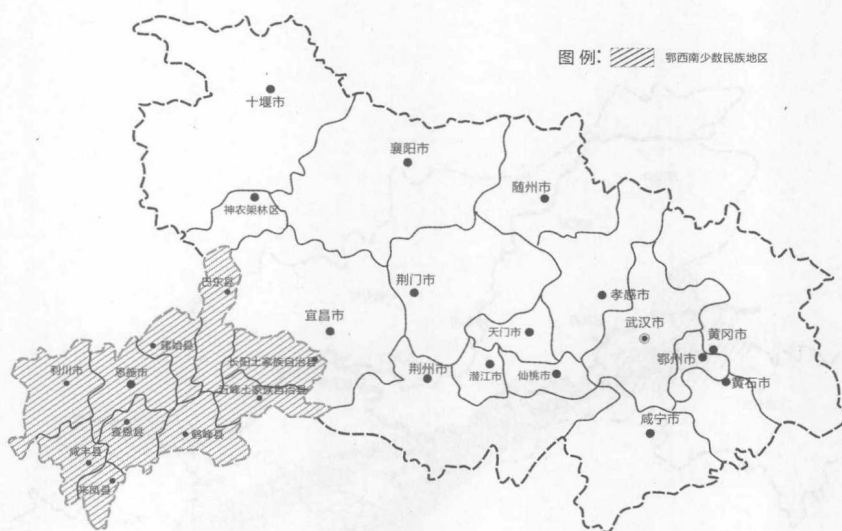 图例：
鄂西南少数民族地区
十堰市
襄阳市
随州市
神农架林区
巴东县
荆门市
孝感市
宜昌市
武汉市
天门市
黄冈市
鄂州市
建始县
长阳土家族自治县
利川市
恩施市
荆州市
潜江市
仙桃市
黄石市
五峰土家族自治县
宣恩县
鹤峰县
咸宁市
咸丰县
来凤县